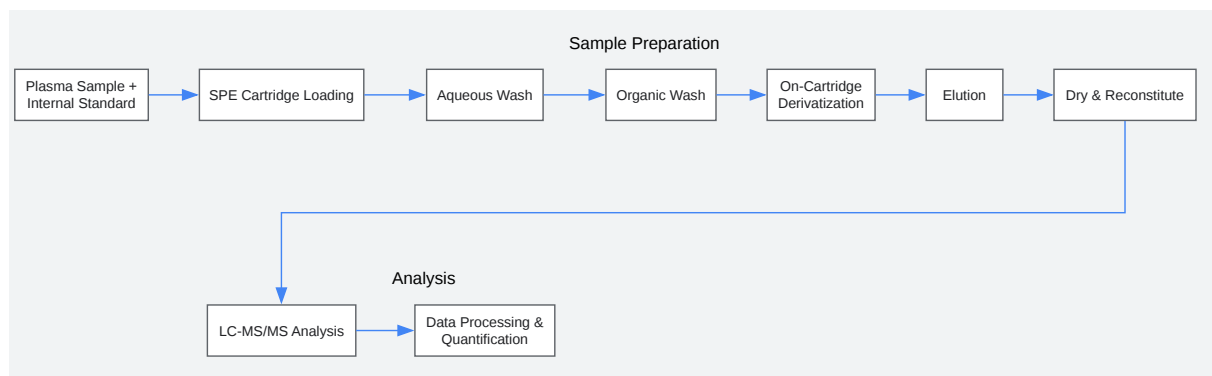 Sample Preparation
Plasma Sample +
Internal Standard
SPE Cartridge Loading
Aqueous Wash
Organic Wash
On-Cartridge
Derivatization
Elution
Dry & Reconstitute
Analysis
LC-MS/MS Analysis
Data Processing &
Quantification